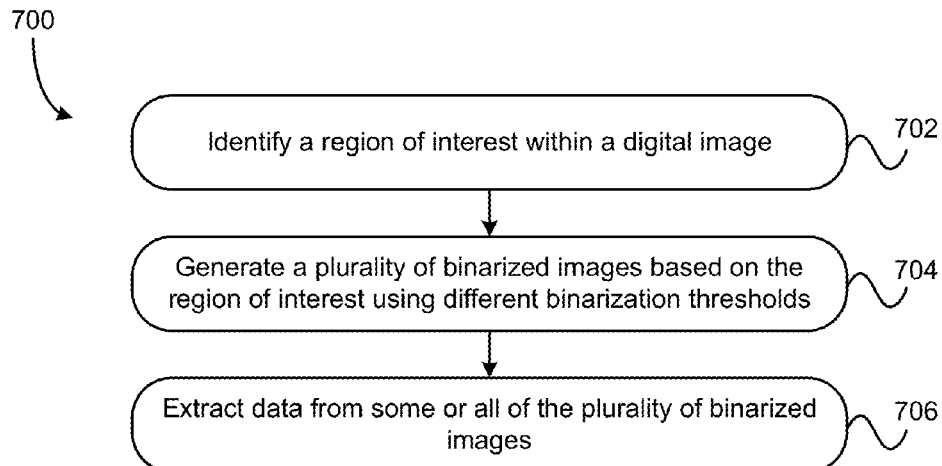 700
Identify a region of interest within a digital image
702
Generate a plurality of binarized images based on the
region of interest using different binarization thresholds
704
Extract data from some or all of the plurality of binarized
images
706